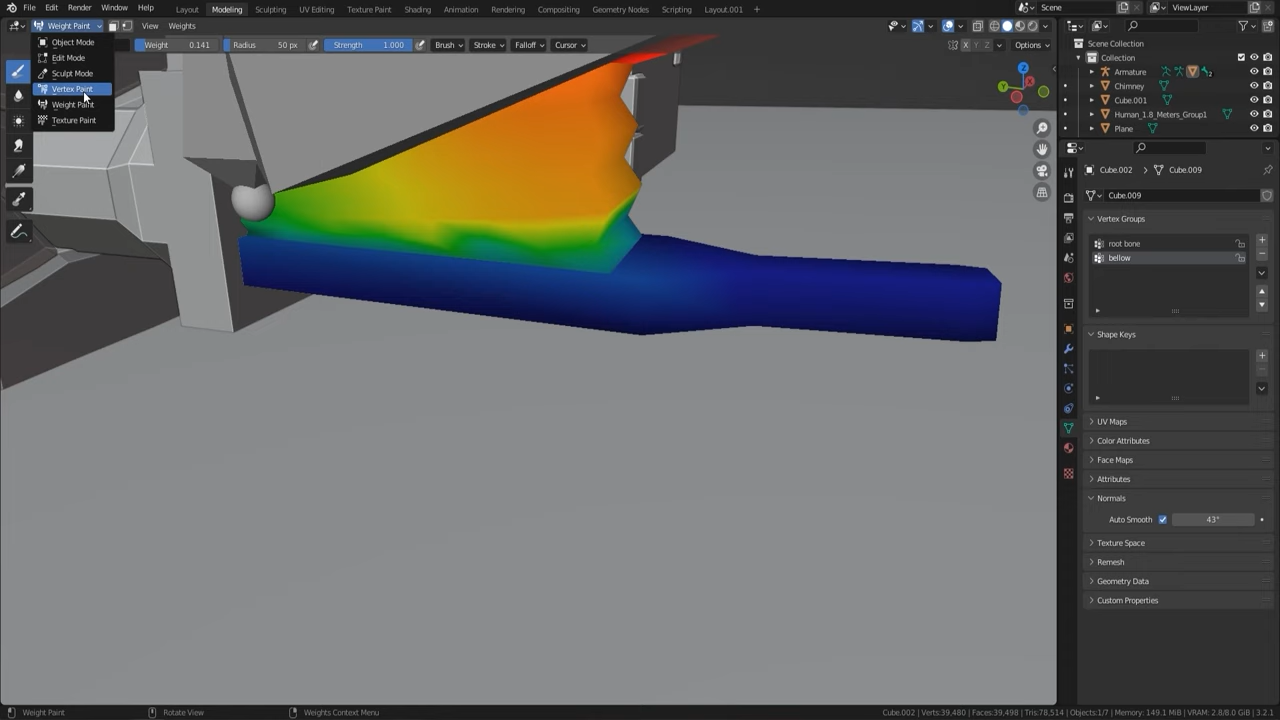 File Edit Render Window Help Layout Modeling Sculpting UV Editing Texture Paint Shading Animation Rendering Compositing Geometry Nodes Scripting Layout.001 + Scene ViewLayer
Weight Paint View Weights
Weight 0.141 Radius 50 px Strength 1.000 Brush Stroke Falloff Cursor X Y Z Options
Object Mode
Edit Mode
Sculpt Mode
Vertex Paint
Weight Paint
Texture Paint
Z
Y
X
Scene Collection
Collection
Armature 2
Chimney
Cube.001
Human_1.8_Meters_Group1
Plane
Cube.002 > Cube.009
Cube.009
Vertex Groups
root bone
bellow
Shape Keys
UV Maps
Color Attributes
Face Maps
Attributes
Normals
Auto Smooth 43°
Texture Space
Remesh
Geometry Data
Custom Properties
Weight Paint Rotate View Weights Context Menu Cube.002 | Verts:39,480 | Faces:39,498 | Tris:78,514 | Objects:1/7 | Memory: 149.1 MiB | VRAM: 2.8/8.0 GiB | 3.2.1